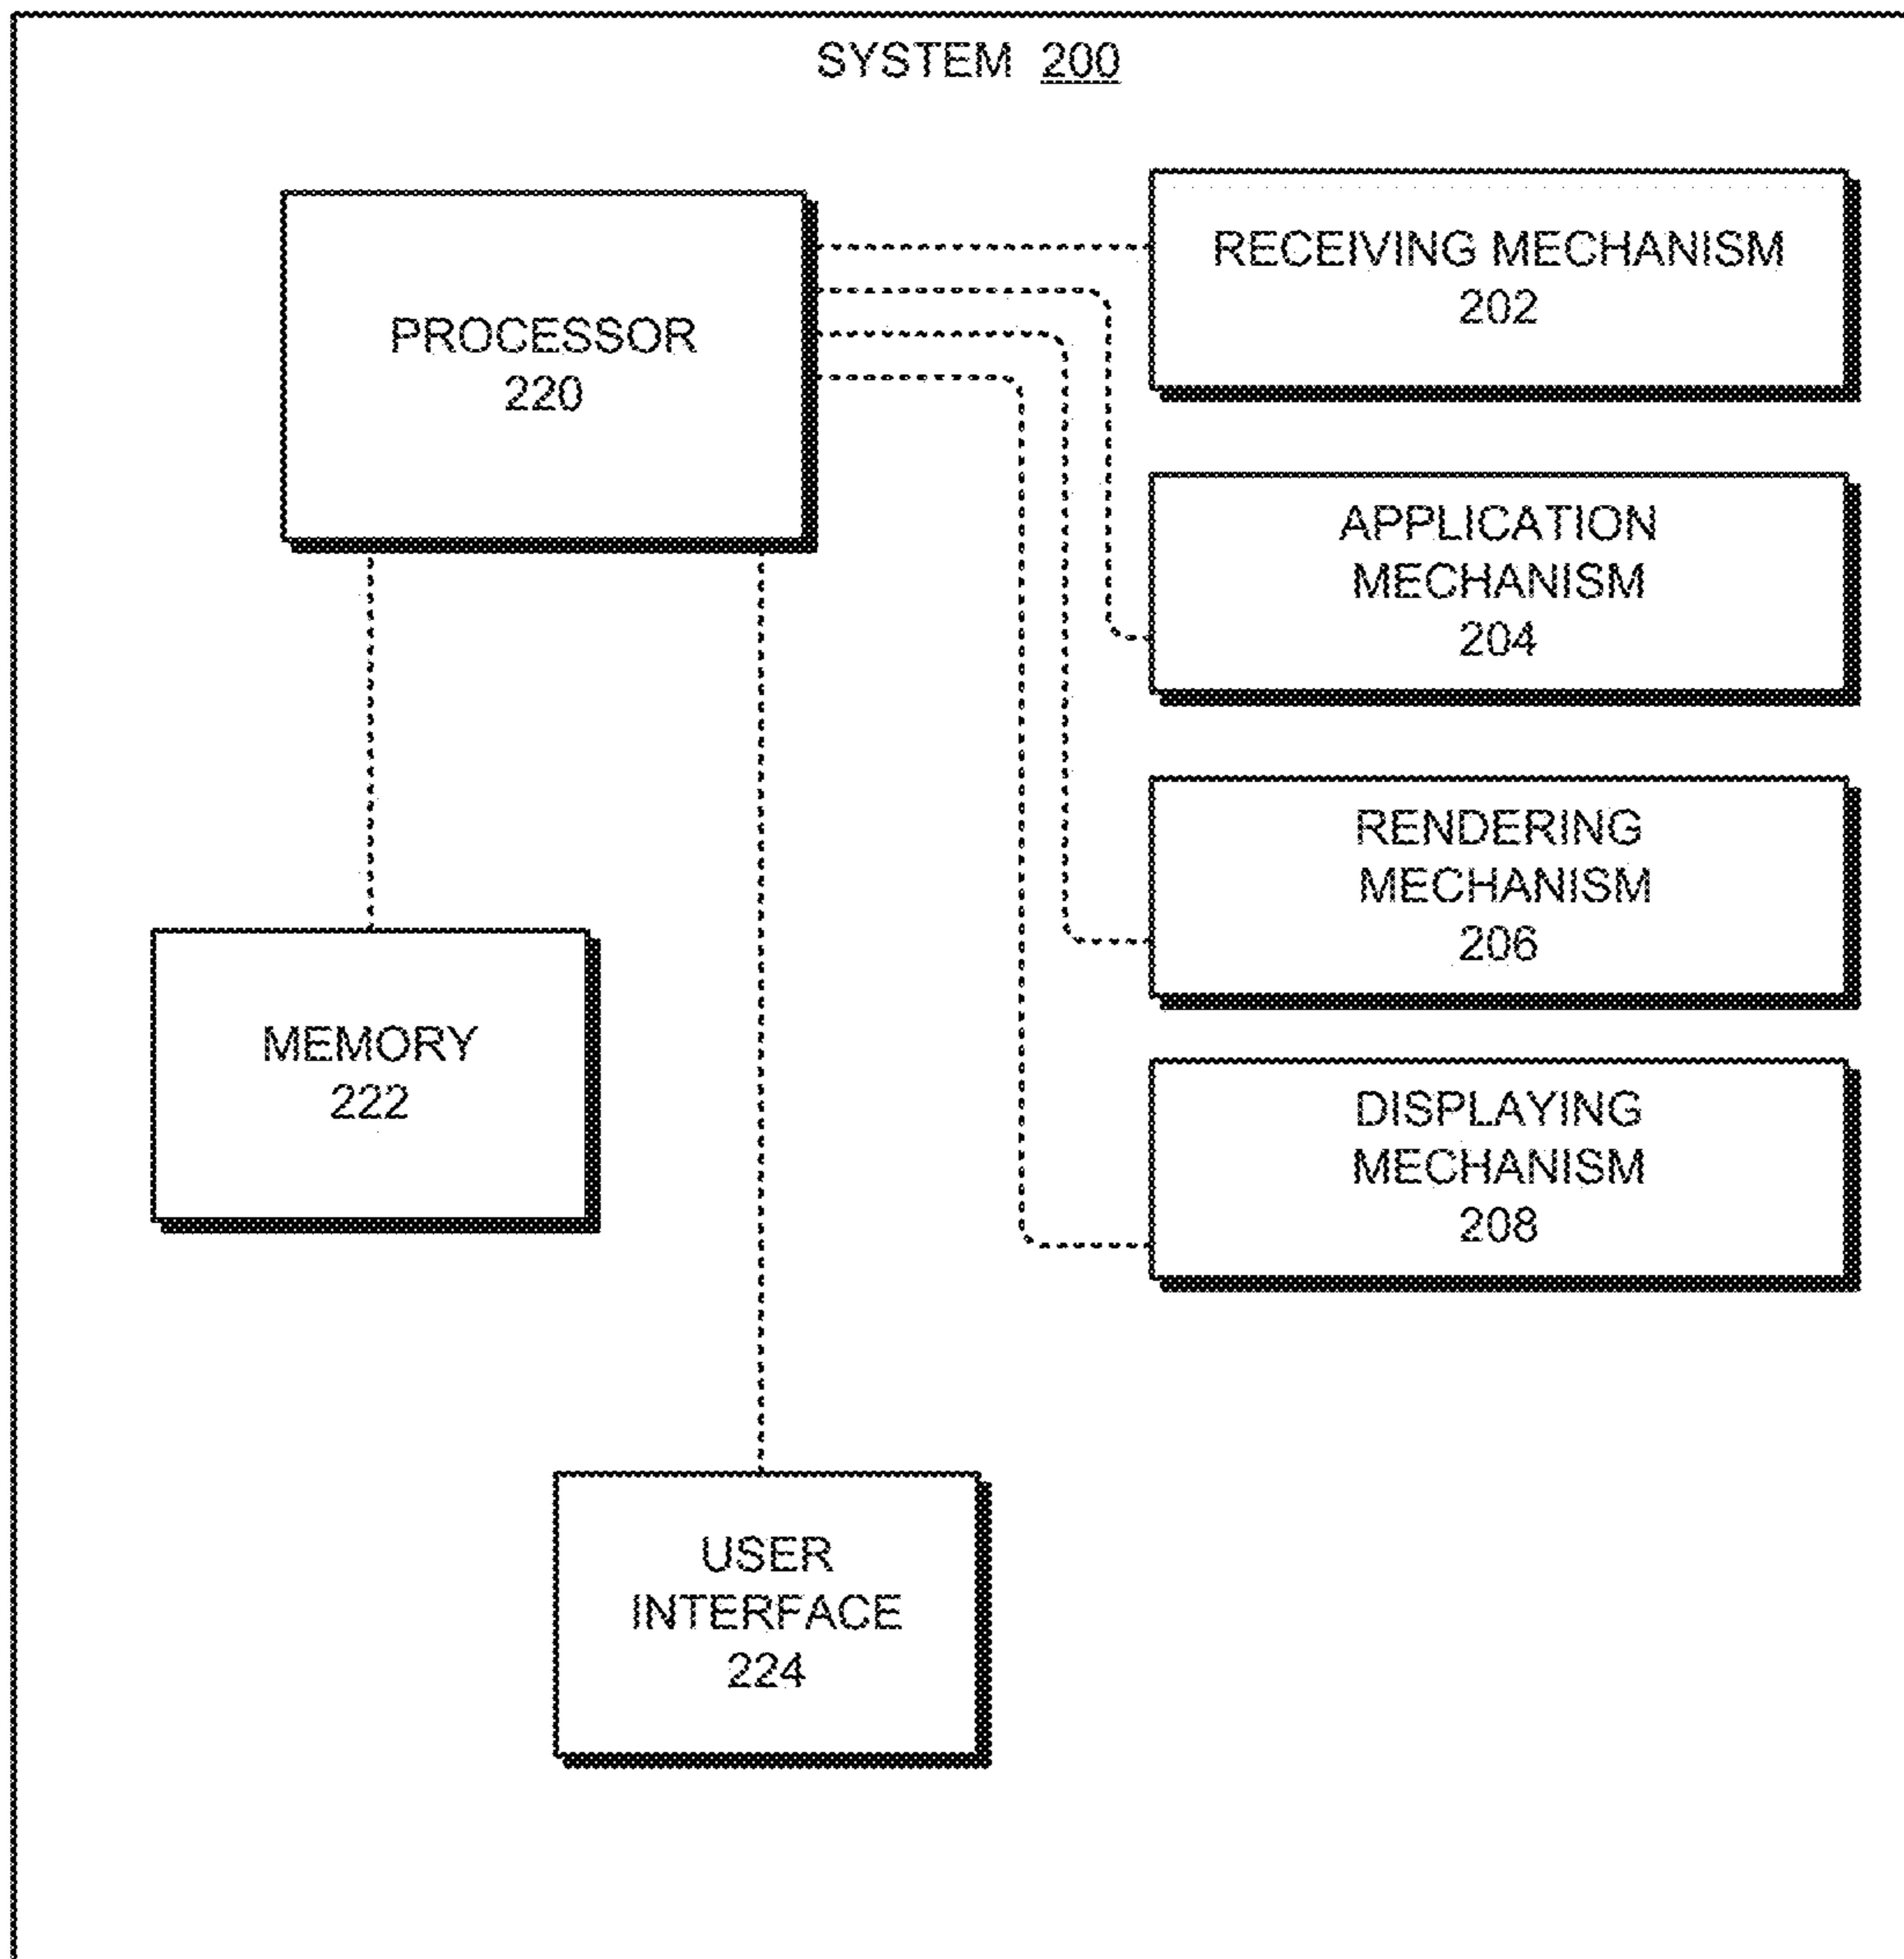 SYSTEM 200
PROCESSOR
220
RECEIVING MECHANISM
202
APPLICATION
MECHANISM
204
RENDERING
MECHANISM
206
MEMORY
222
DISPLAYING
MECHANISM
208
USER
INTERFACE
224